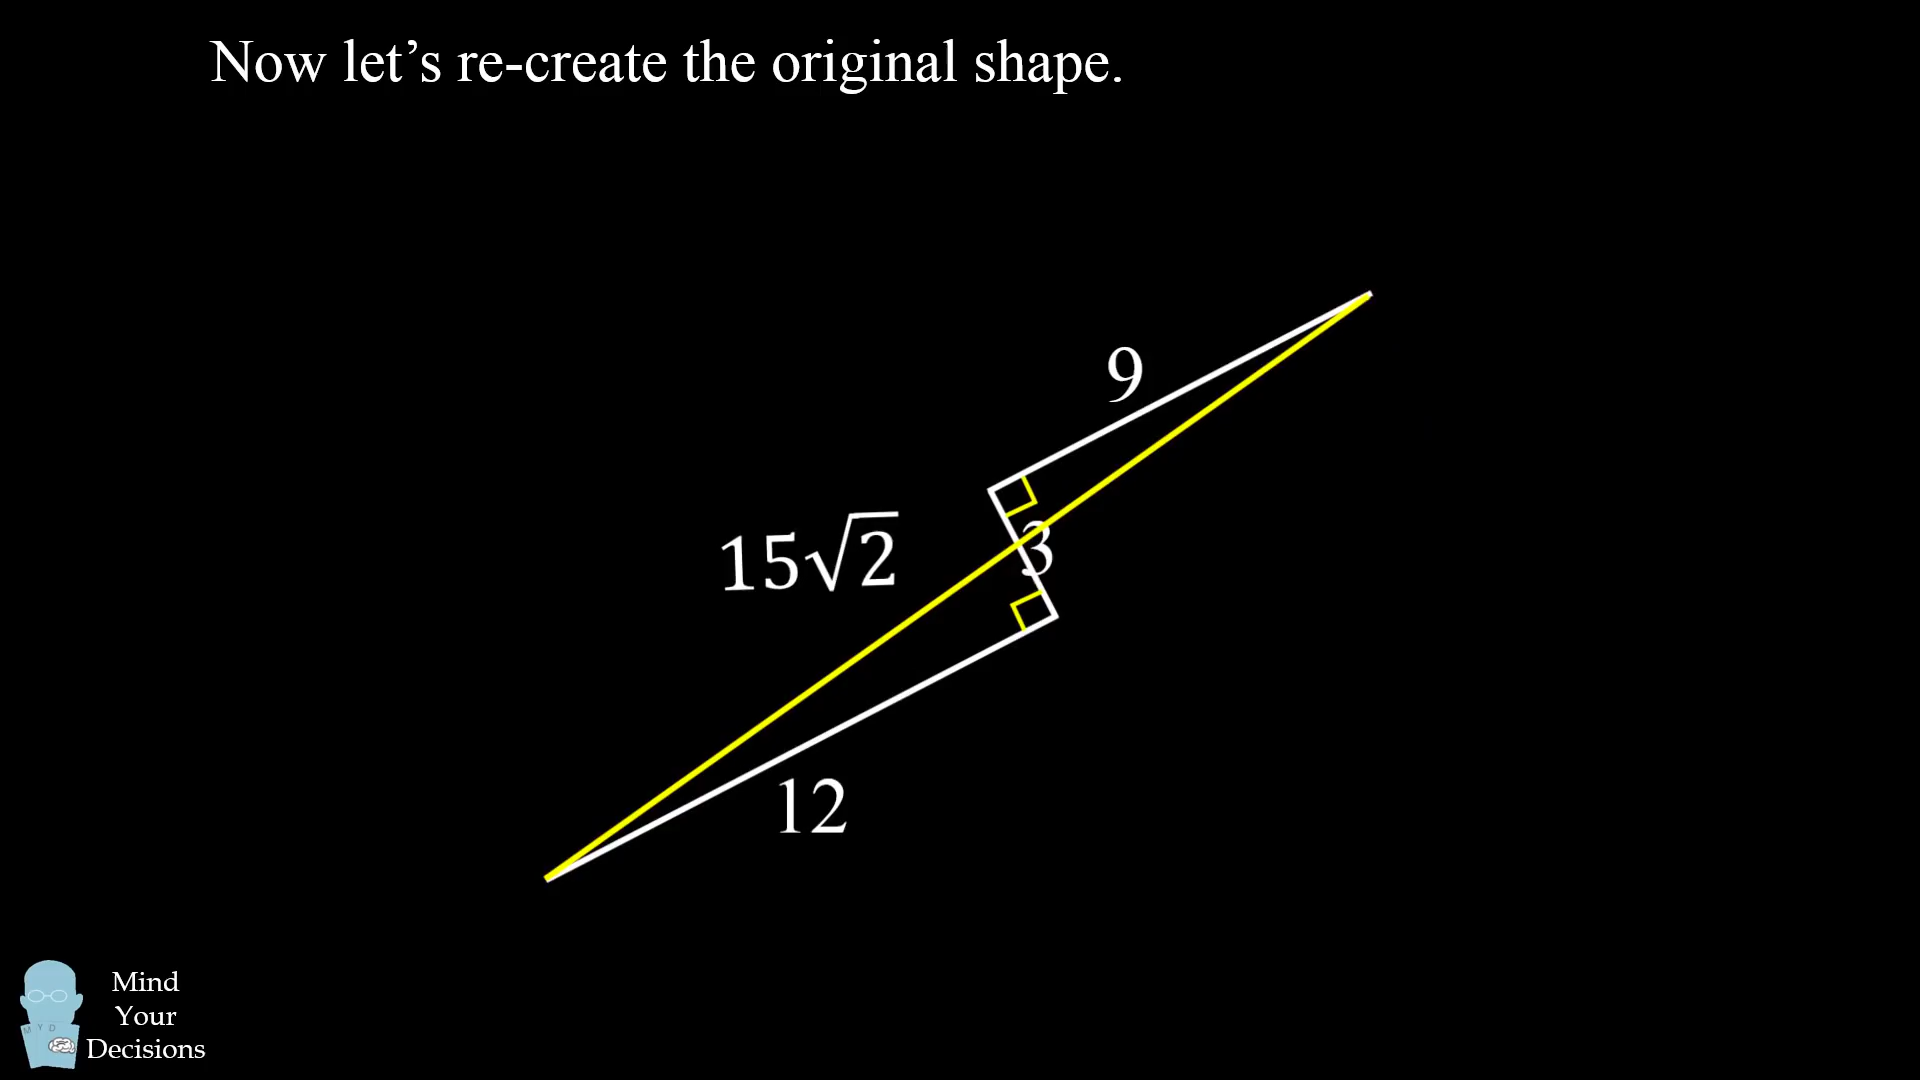 Now let’s re-create the original shape.
9
15√2
3
12
Mind
Your
Decisions
M Y D